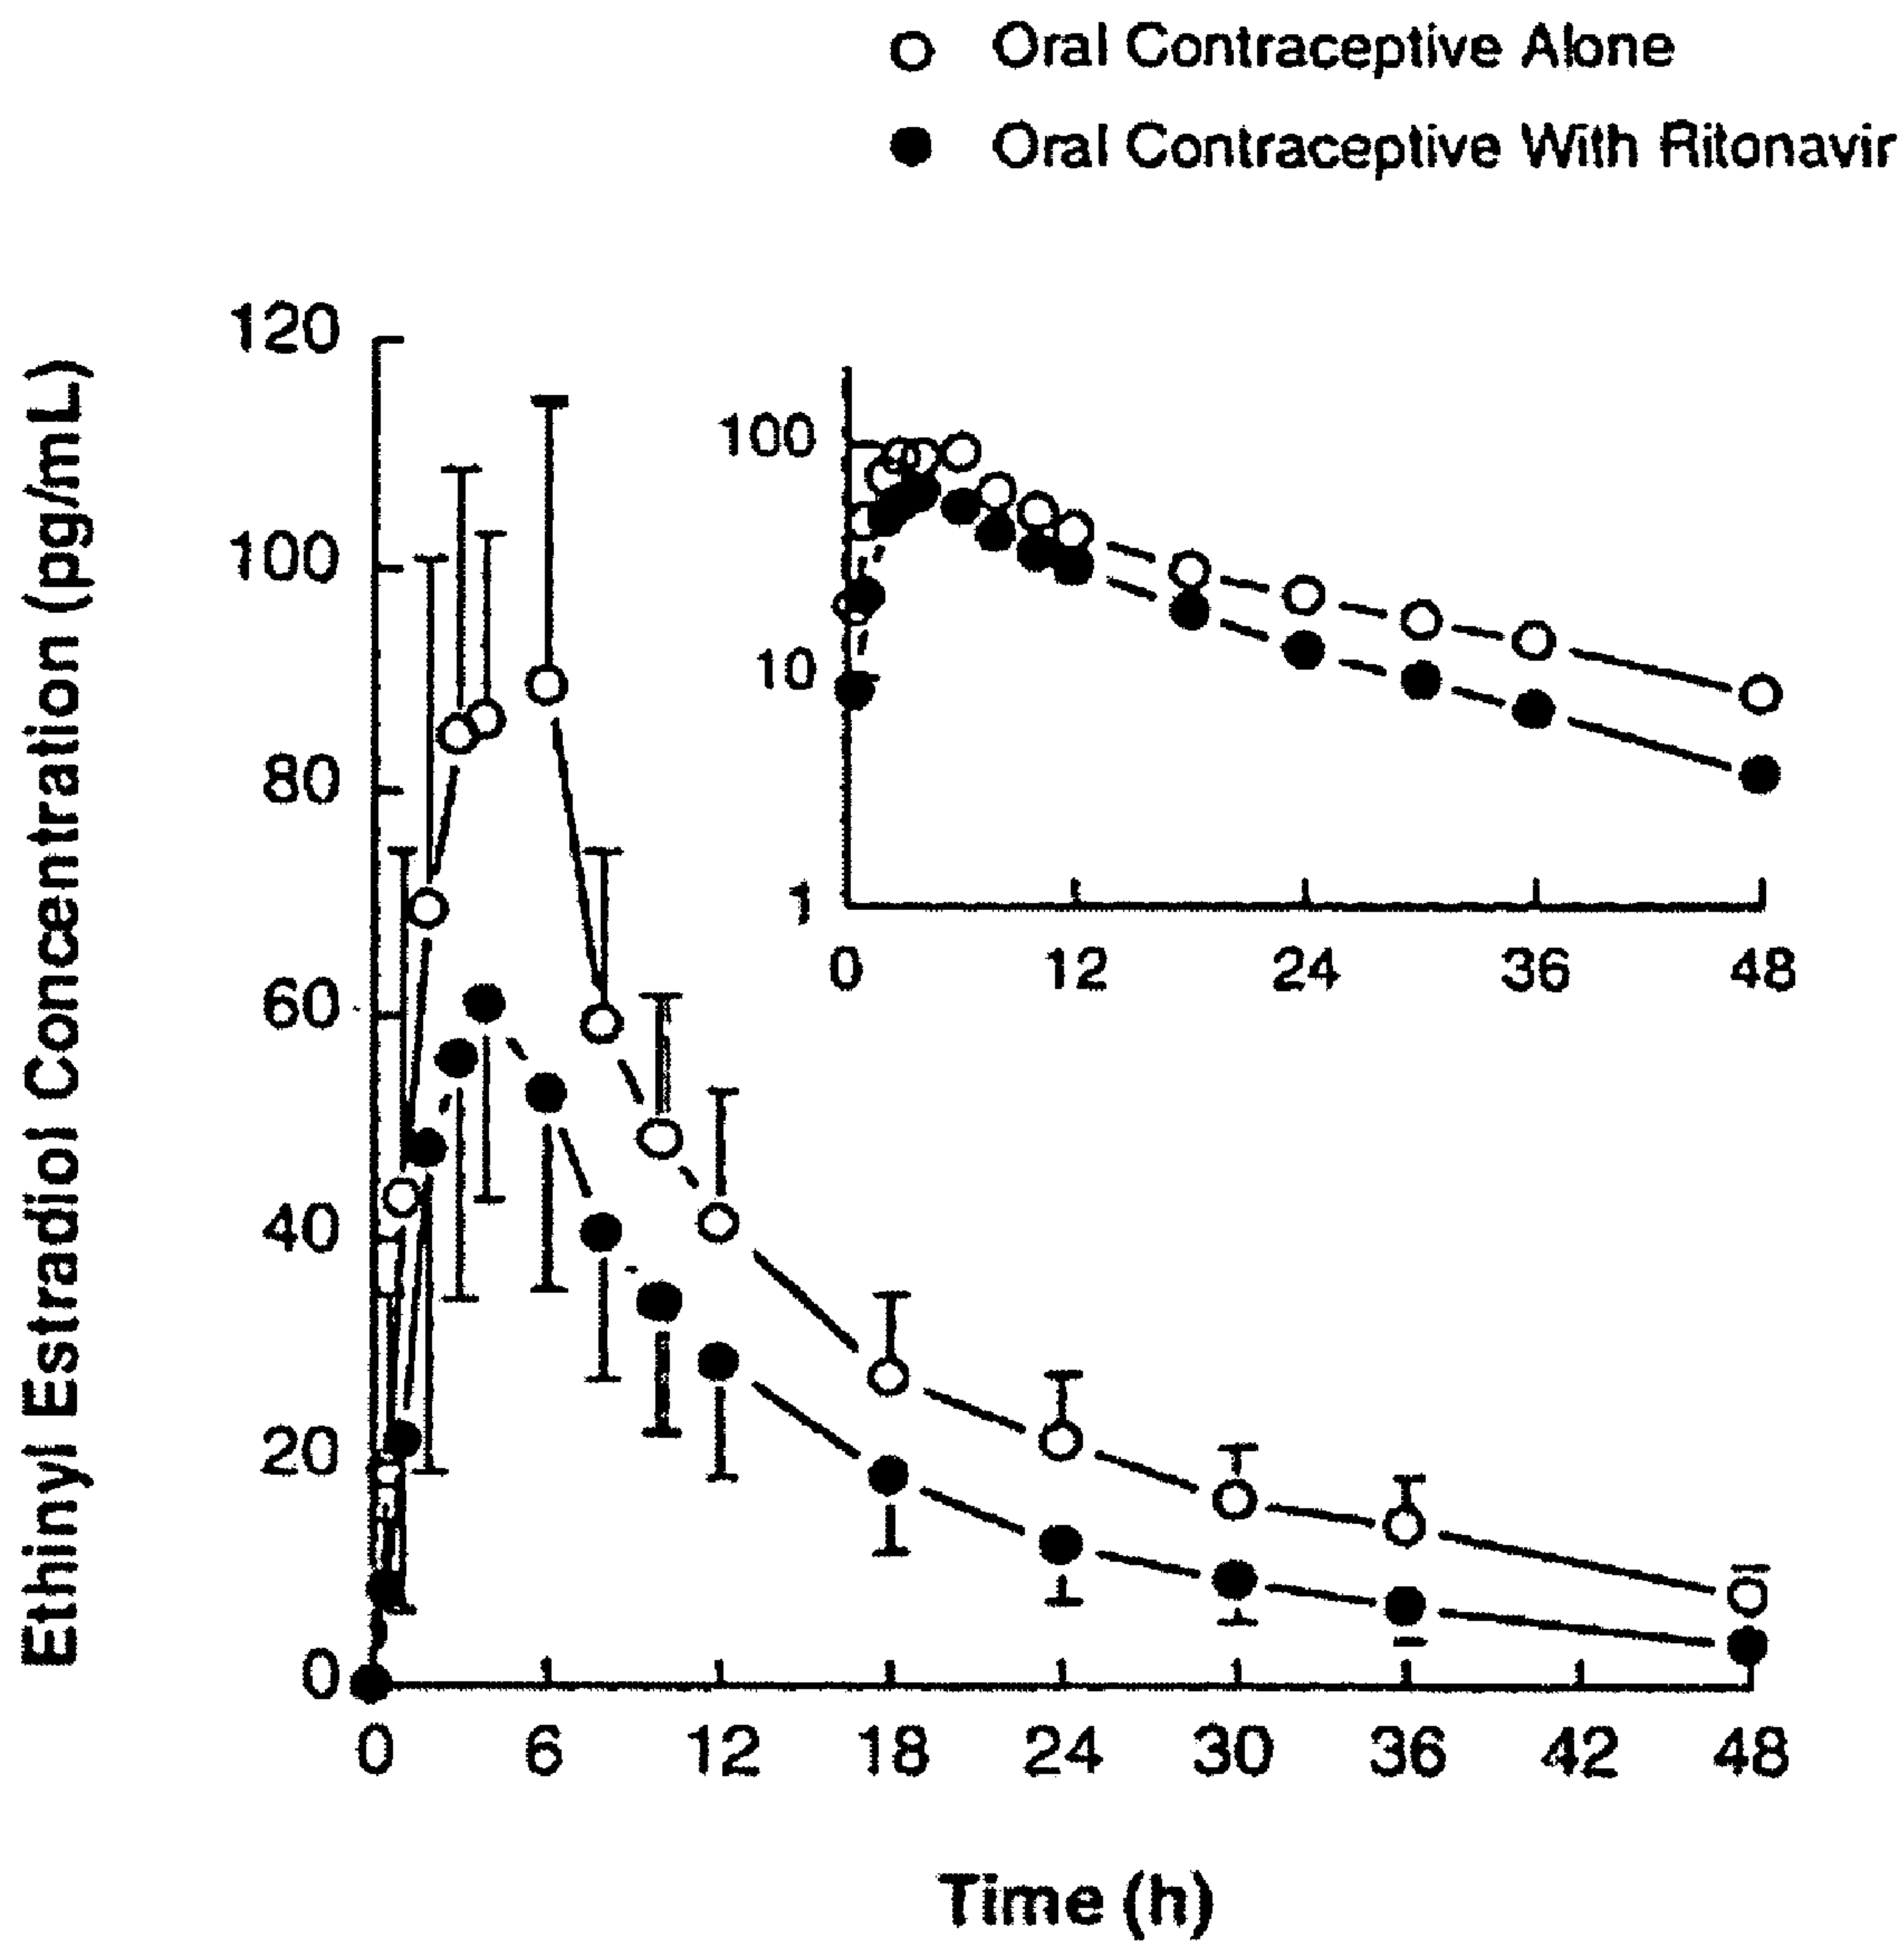 Oral Contraceptive Alone
Oral Contraceptive With Ritonavir
Ethinyl Estradiol Concentration (pg/mL)
120
100
80
60
40
20
0
0 6 12 18 24 30 36 42 48
Time (h)
100
10
1
0 12 24 36 48